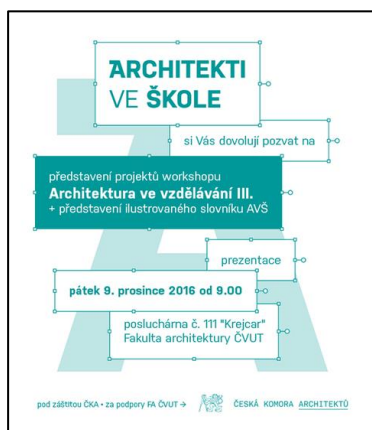 ARCHITEKTI
VE ŠKOLE
si Vás dovolují pozvat na
představení projektů workshopu
Architektura ve vzdělávání III.
+ představení ilustrovaného slovníku AVŠ
prezentace
pátek 9. prosince 2016 od 9.00
posluchárna č. 111 "Krejcar"
Fakulta architektury ČVUT
pod záštitou ČKA • za podpory FA ČVUT → ČESKÁ KOMORA ARCHITEKTŮ